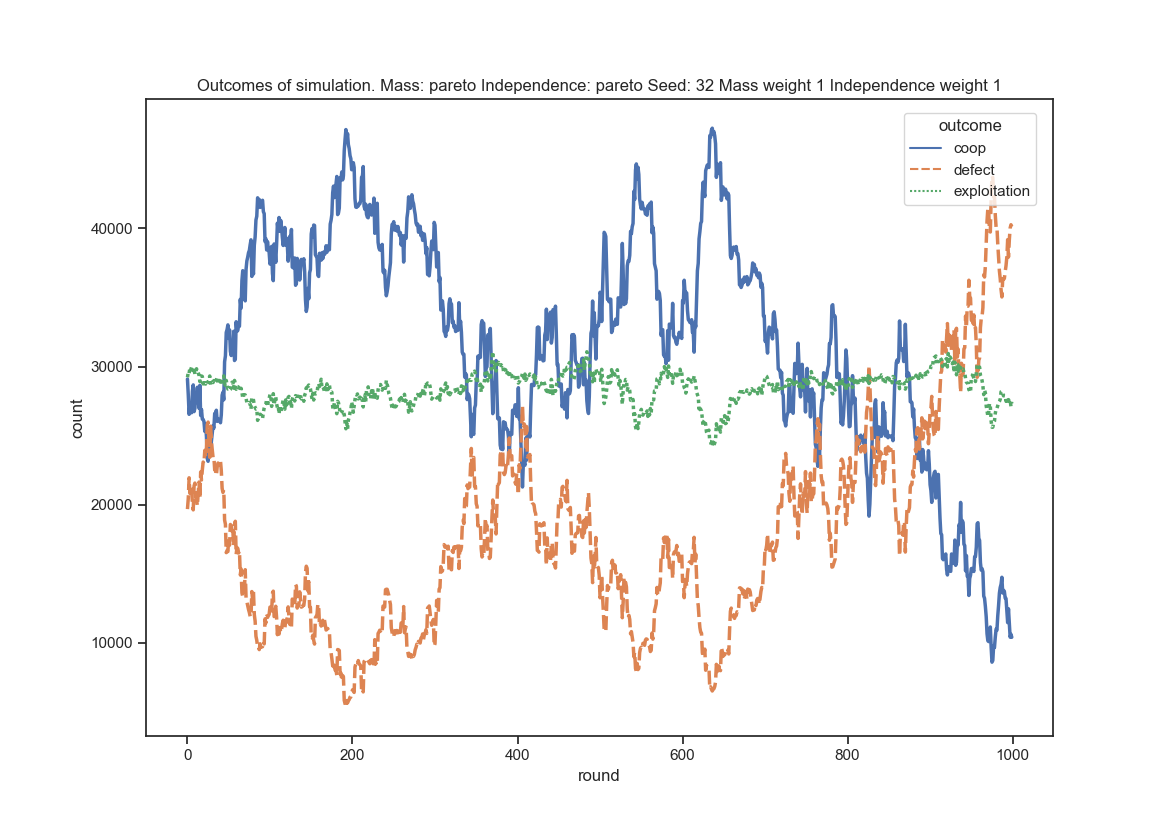 Outcomes of simulation. Mass: pareto Independence: pareto Seed: 32 Mass weight 1 Independence weight 1
outcome
coop
defect
exploitation
count
40000
30000
20000
10000
0
200
400
600
800
1000
round